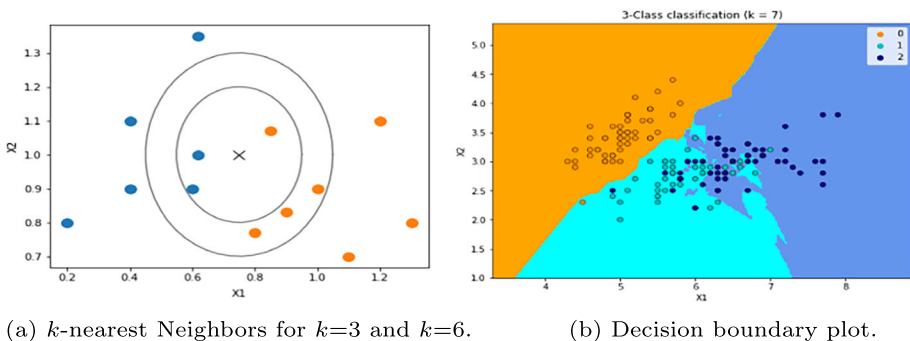 1.3
1.2
1.1
1.0
0.9
0.8
0.7
X2
0.2 0.4 0.6 0.8 1.0 1.2
X1
3-Class classification (k = 7)
0
1
2
5.0
4.5
4.0
3.5
3.0
2.5
2.0
1.5
1.0
X2
4 5 6 7 8
X1
(a) k-nearest Neighbors for k=3 and k=6.
(b) Decision boundary plot.